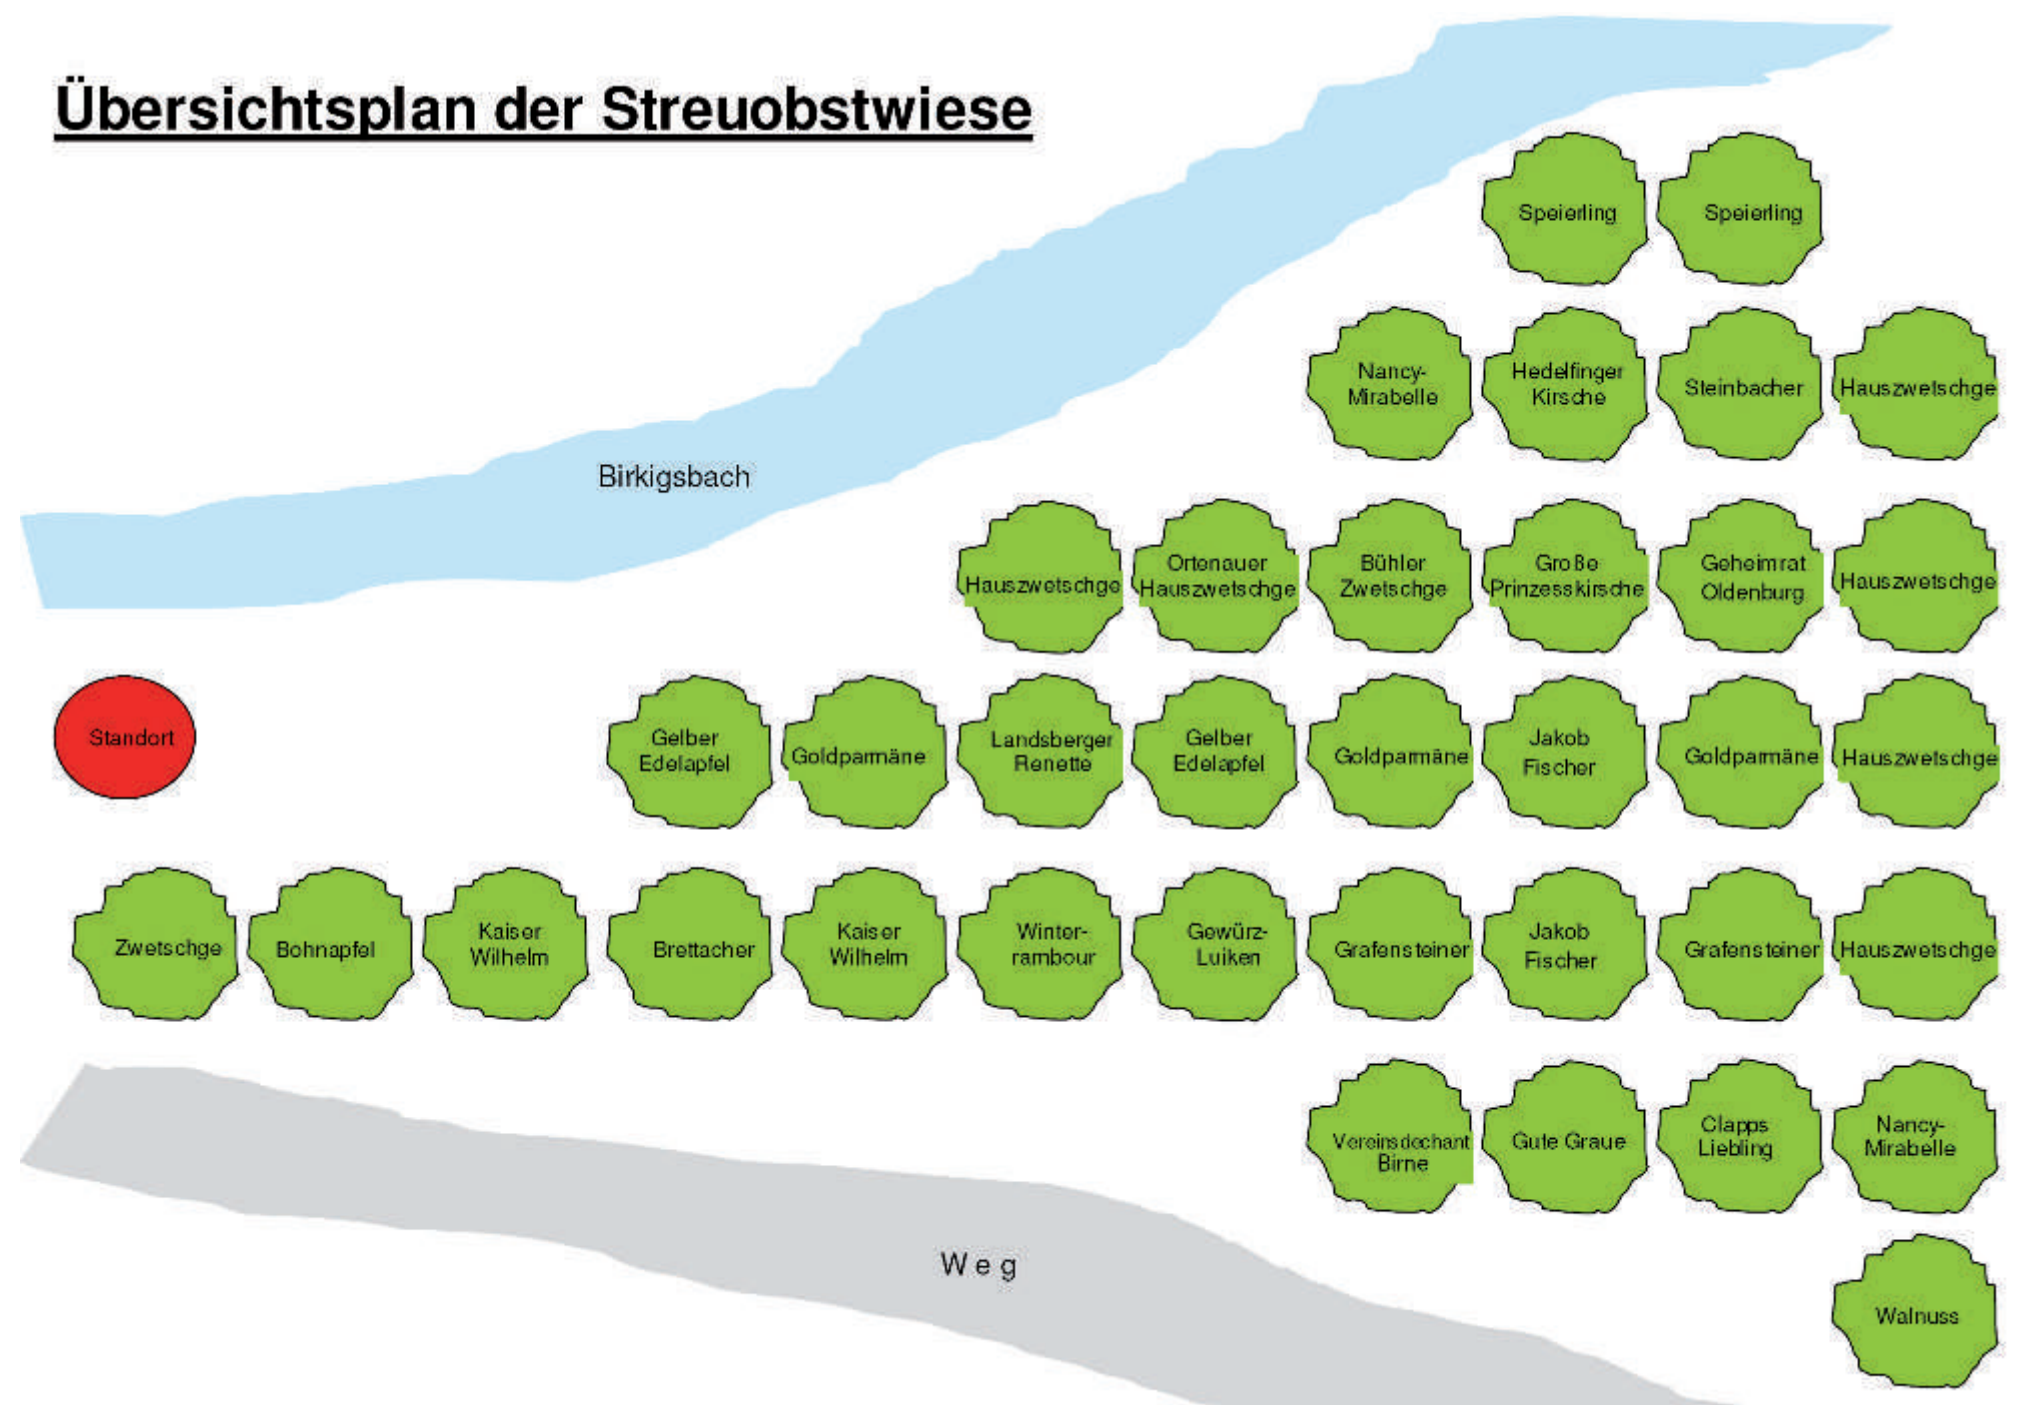 Übersichtsplan der Streuobstwiese
Speierling
Speierling
Nancy-
Mirabelle
Hedelfinger
Kirsche
Steinbacher
Hauszwetschge
Birkigsbach
Hauszwetschge
Ortenauer
Hauszwetschge
Bühler
Zwetschge
Große
Prinzesskirsche
Geheimrat
Oldenburg
Hauszwetschge
Standort
Gelber
Edelapfel
Goldparmäne
Landsberger
Renette
Gelber
Edelapfel
Goldparmäne
Jakob
Fischer
Goldparmäne
Hauszwetschge
Zwetschge
Bohnapfel
Kaiser
Wilhelm
Brettacher
Kaiser
Wilhelm
Winter-
rambour
Gewürz-
Luiken
Grafensteiner
Jakob
Fischer
Grafensteiner
Hauszwetschge
Vereinsdechant
Birne
Gute Graue
Clapps
Liebling
Nancy-
Mirabelle
Weg
Walnuss